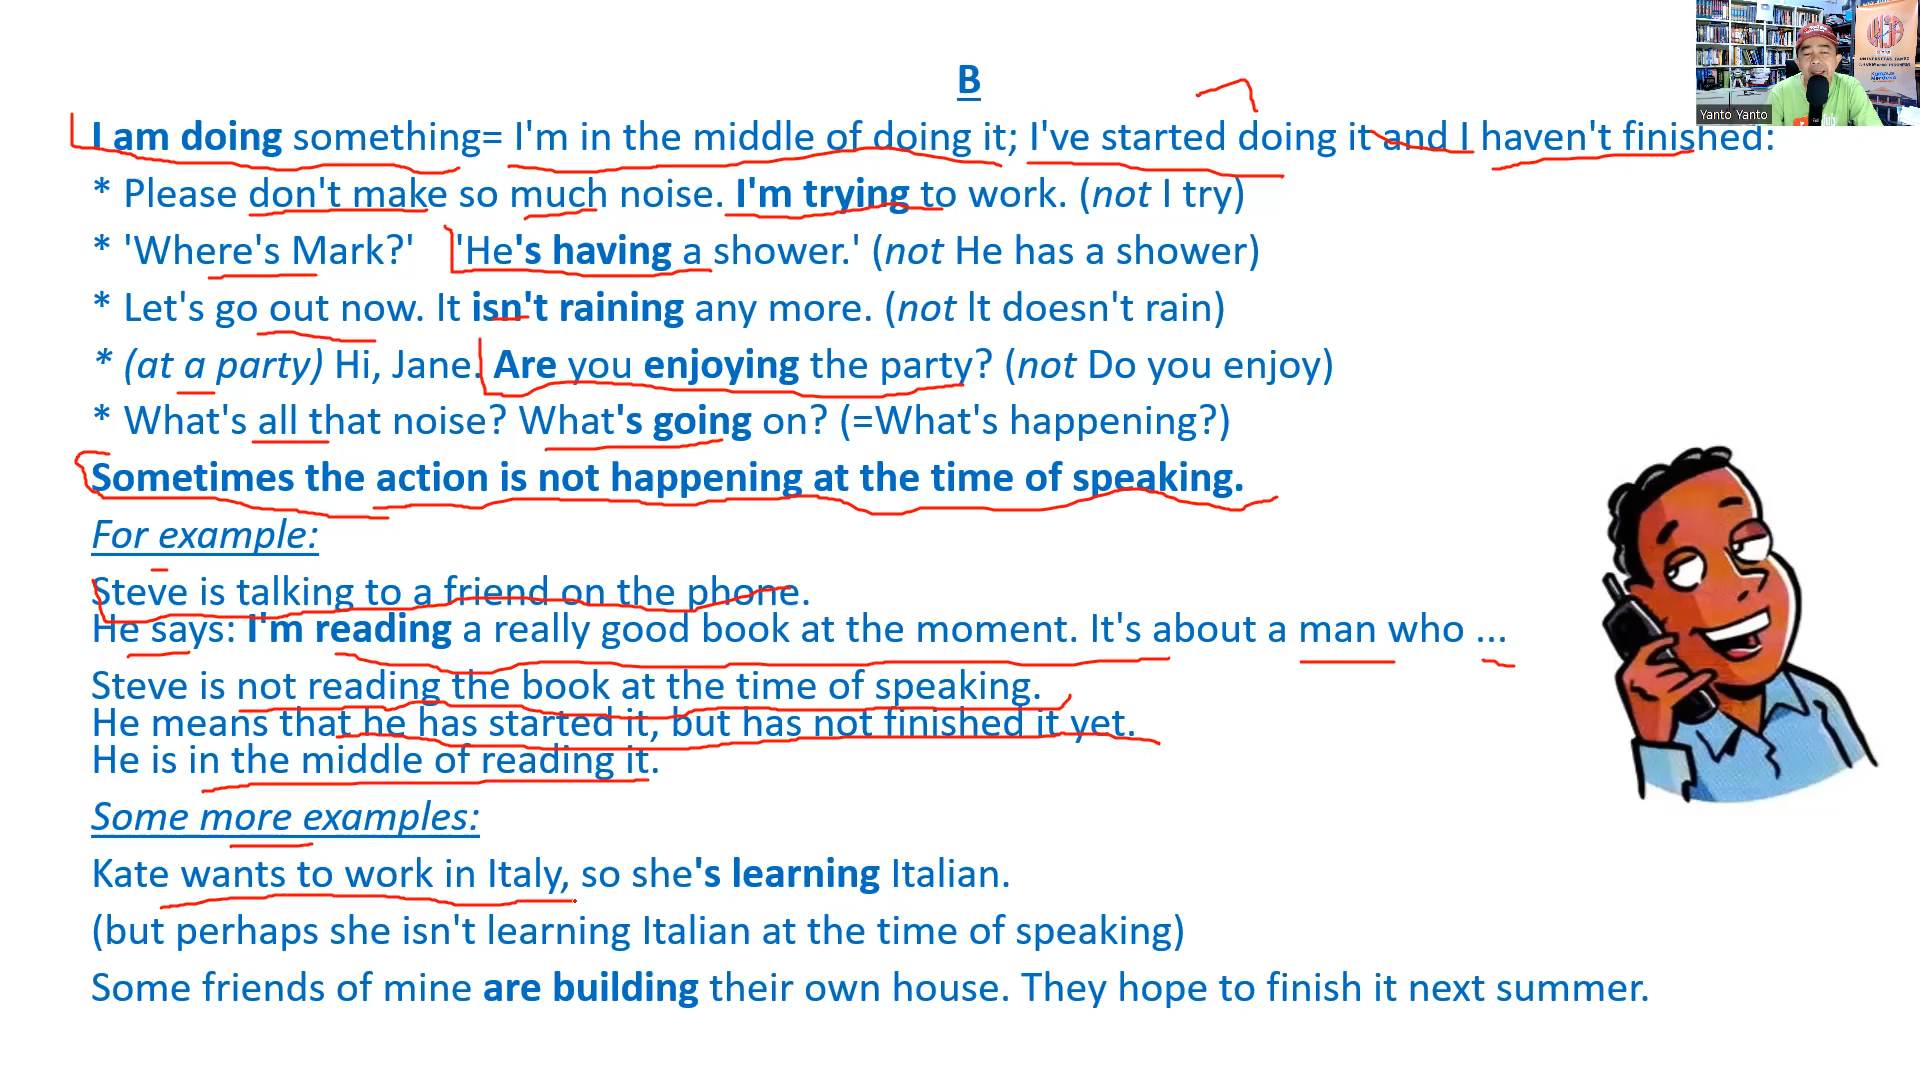 B
I am doing something= I'm in the middle of doing it; I've started doing it and I haven't finished:
* Please don't make so much noise. I'm trying to work. (not I try)
* 'Where's Mark?' 'He's having a shower.' (not He has a shower)
* Let's go out now. It isn't raining any more. (not It doesn't rain)
* (at a party) Hi, Jane. Are you enjoying the party? (not Do you enjoy)
* What's all that noise? What's going on? (=What's happening?)
Sometimes the action is not happening at the time of speaking.
For example:
Steve is talking to a friend on the phone.
He says: I'm reading a really good book at the moment. It's about a man who ...
Steve is not reading the book at the time of speaking.
He means that he has started it, but has not finished it yet.
He is in the middle of reading it.
Some more examples:
Kate wants to work in Italy, so she's learning Italian.
(but perhaps she isn't learning Italian at the time of speaking)
Some friends of mine are building their own house. They hope to finish it next summer.
Yanto Yanto